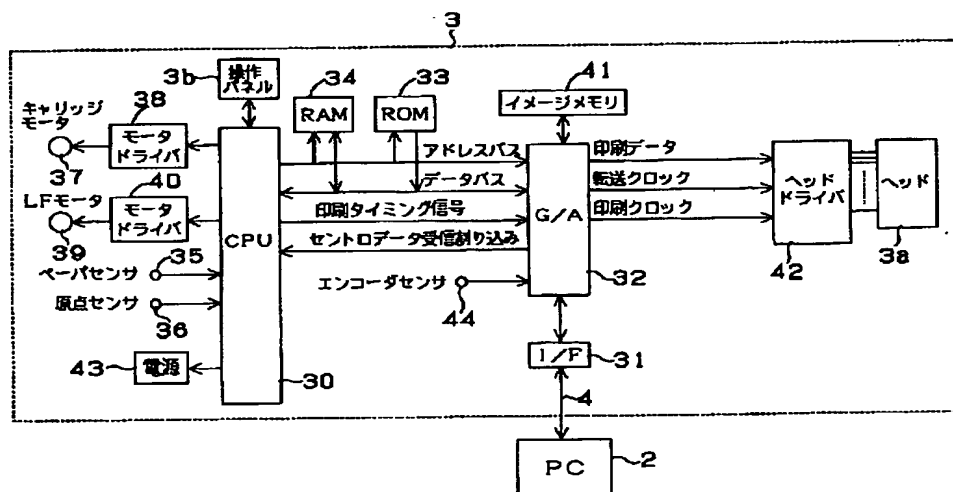 3
3b
操作
パネル
34
RAM
33
ROM
41
イメージメモリ
キャリッジ
モータ
38
モータ
ドライバ
37
アドレスバス
印刷データ
データバス
転送クロック
ヘッド
ドライバ
ヘッド
LFモータ
40
モータ
ドライバ
39
CPU
印刷タイミング信号
G/A
印刷クロック
セントロデータ受信割り込み
35
ペーパセンサ
エンコーダセンサ
32
42
3a
原点センサ
36
44
43
電源
30
I/F
31
4
PC
2